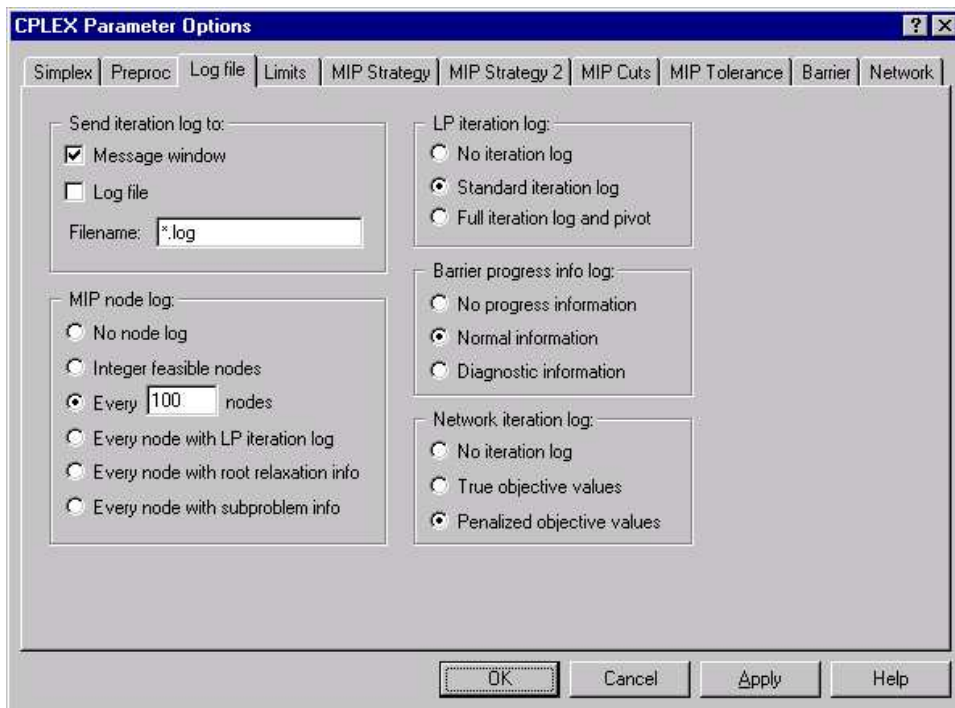 CPLEX Parameter Options
Simplex Preproc Log file Limits MIP Strategy MIP Strategy 2 MIP Cuts MIP Tolerance Barrier Network
Send iteration log to:
Message window
Log file
Filename: *.log
MIP node log:
No node log
Integer feasible nodes
Every 100 nodes
Every node with LP iteration log
Every node with root relaxation info
Every node with subproblem info
LP iteration log:
No iteration log
Standard iteration log
Full iteration log and pivot
Barrier progress info log:
No progress information
Normal information
Diagnostic information
Network iteration log:
No iteration log
True objective values
Penalized objective values
OK Cancel Apply Help